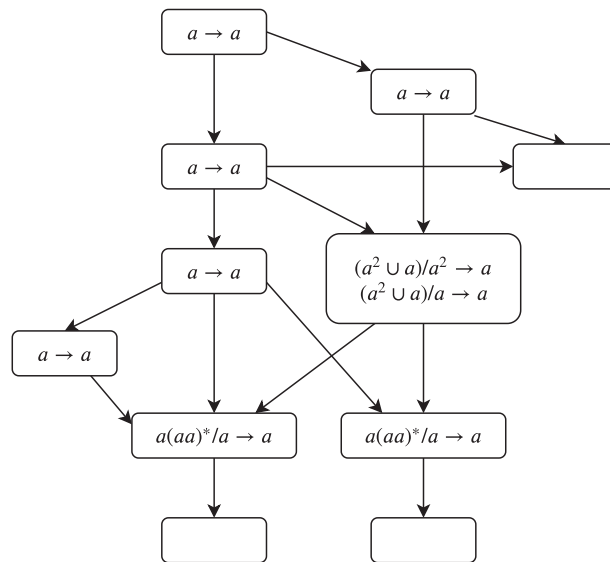 a → a
a → a
a → a
a → a
(a² ∪ a)/a² → a
(a² ∪ a)/a → a
a → a
a(aa)*/a → a
a(aa)*/a → a